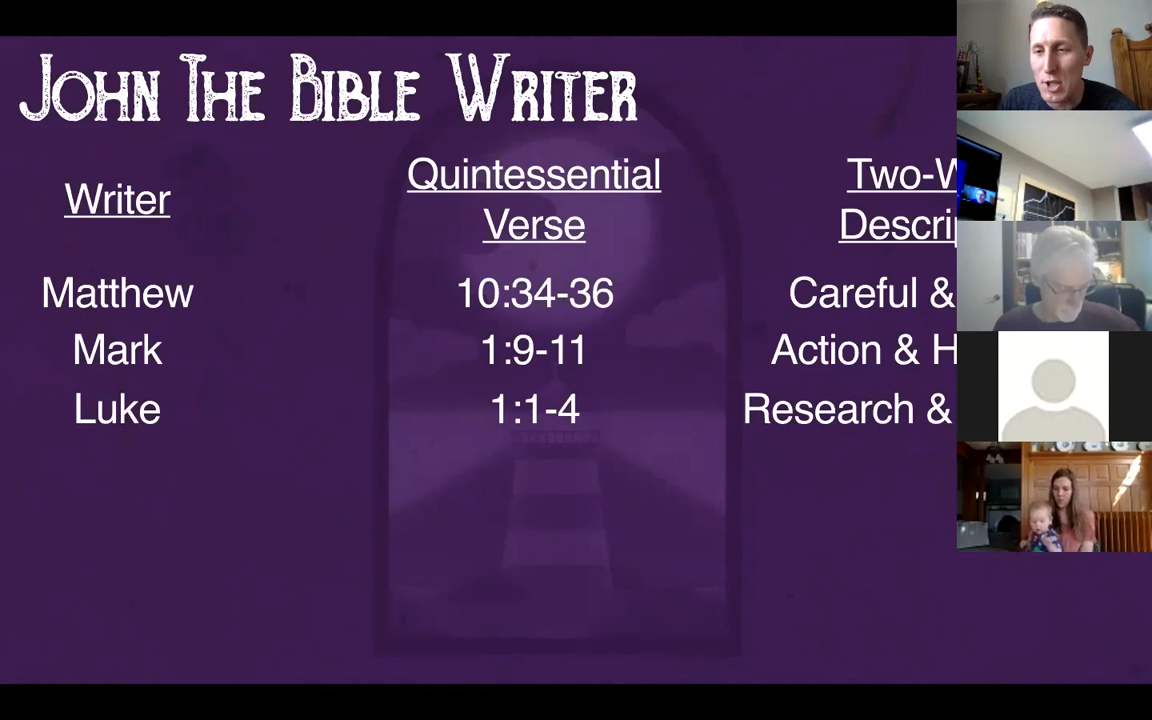 John The Bible Writer
Writer
Quintessential
Verse
Two-W
Descrip
Matthew 10:34-36 Careful &
Mark 1:9-11 Action & H
Luke 1:1-4 Research &